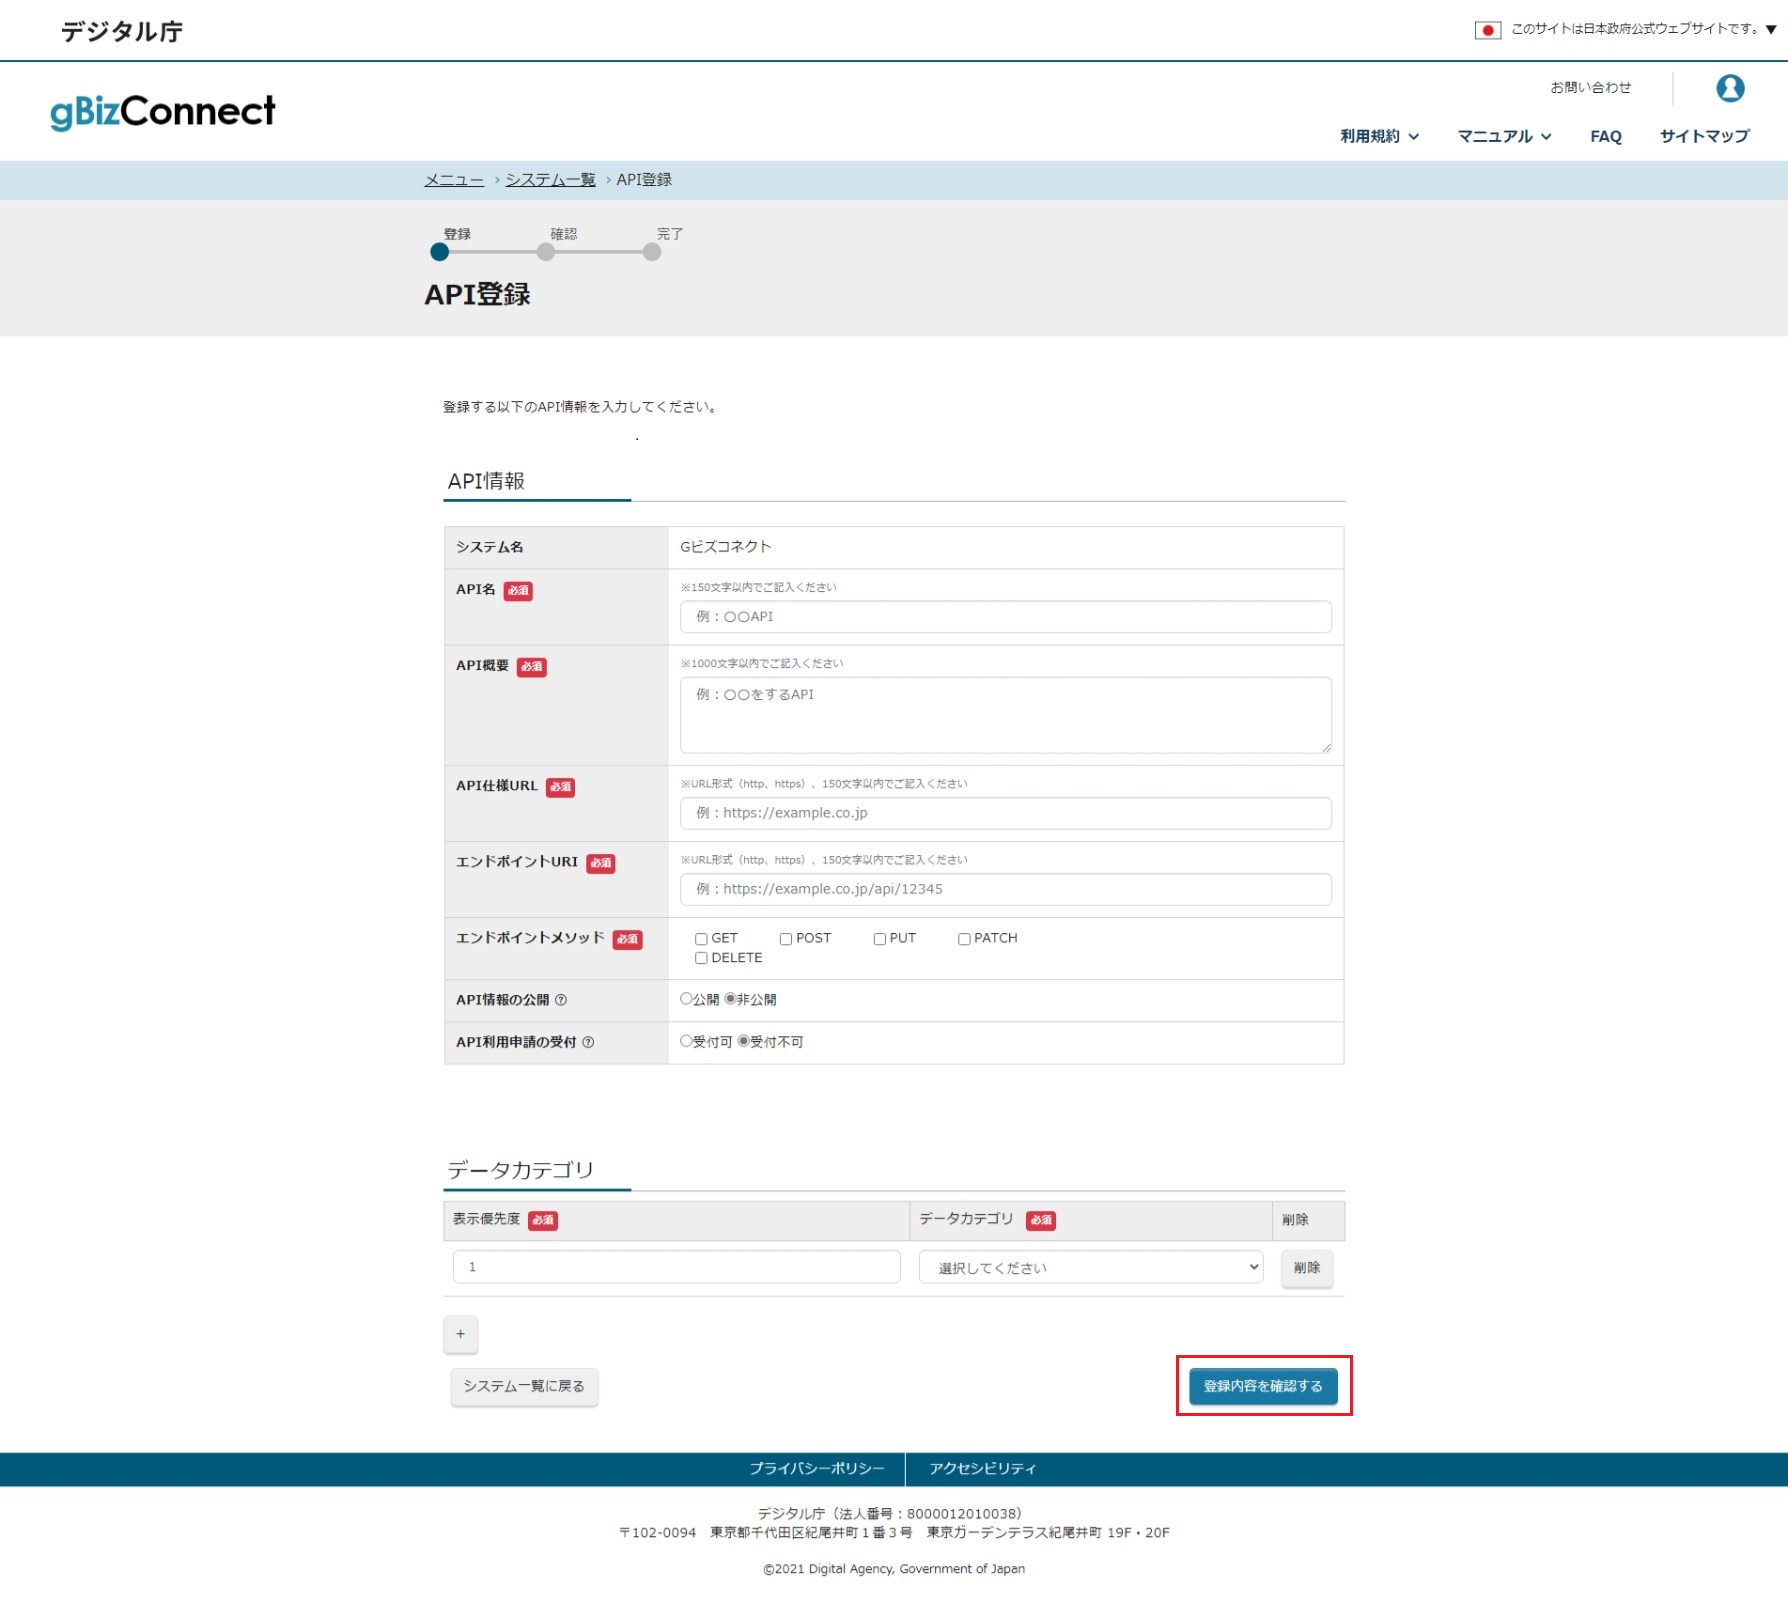 デジタル庁
このサイトは日本政府公式ウェブサイトです。▼
お問い合わせ
gBizConnect
利用規約 マニュアル FAQ サイトマップ
メニュー › システム一覧 › API登録
登録 確認 完了
API登録
登録する以下のAPI情報を入力してください。
.
API情報
システム名 Gビズコネクト
API名 必須 ※150文字以内でご記入ください
例：〇〇API
API概要 必須 ※1000文字以内でご記入ください
例：〇〇をするAPI
API仕様URL 必須 ※URL形式（http、https）、150文字以内でご記入ください
例：https://example.co.jp
エンドポイントURI 必須 ※URL形式（http、https）、150文字以内でご記入ください
例：https://example.co.jp/api/12345
エンドポイントメソッド 必須 GET POST PUT PATCH
DELETE
API情報の公開 ? 公開 非公開
API利用申請の受付 ? 受付可 受付不可
データカテゴリ
表示優先度 必須 データカテゴリ 必須 削除
1 選択してください 削除
+
システム一覧に戻る 登録内容を確認する
プライバシーポリシー アクセシビリティ
デジタル庁（法人番号：8000012010038）
〒102-0094 東京都千代田区紀尾井町１番３号 東京ガーデンテラス紀尾井町 19F・20F
©2021 Digital Agency, Government of Japan